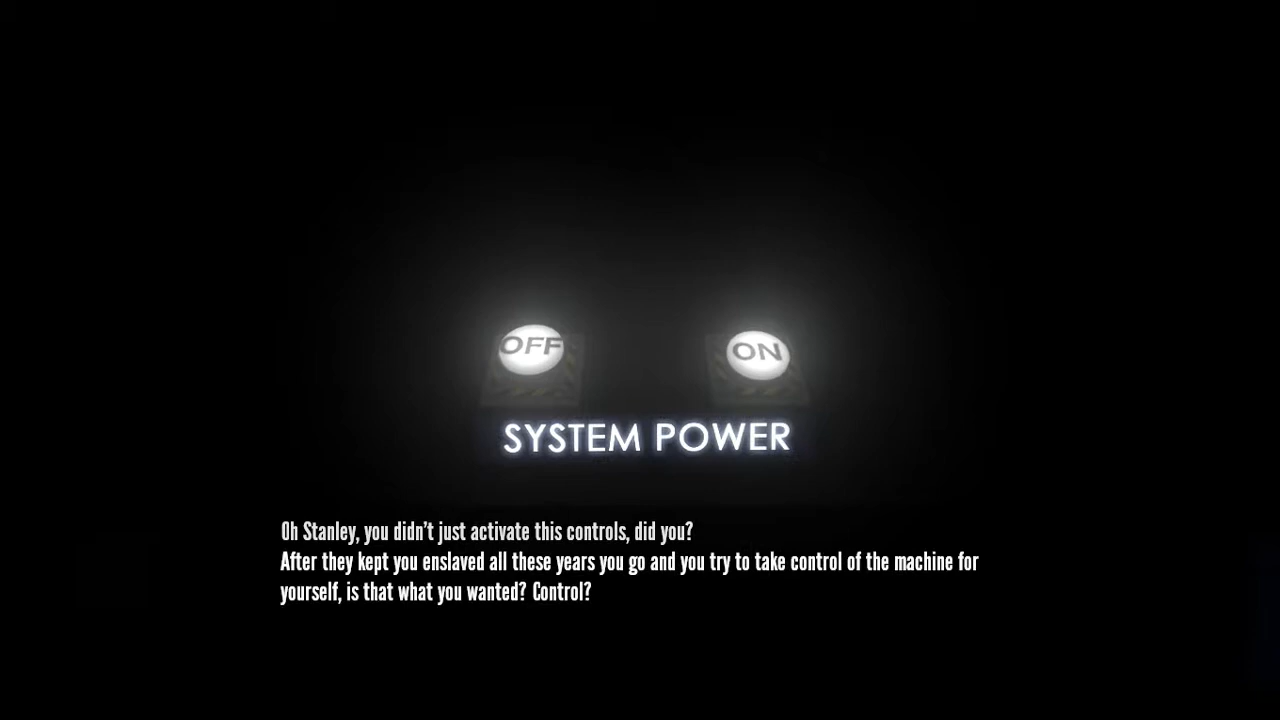 OFF ON
SYSTEM POWER
Oh Stanley, you didn't just activate this controls, did you?
After they kept you enslaved all these years you go and you try to take control of the machine for
yourself, is that what you wanted? Control?